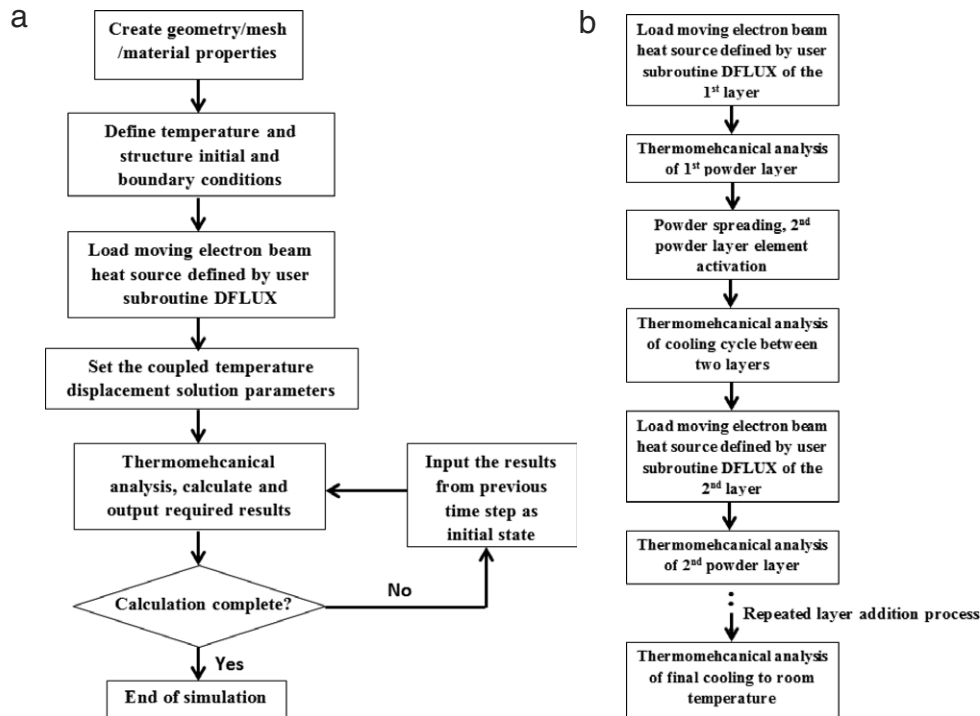 a
Create geometry/mesh
/material properties
Define temperature and
structure initial and
boundary conditions
Load moving electron beam
heat source defined by user
subroutine DFLUX
Set the coupled temperature
displacement solution parameters
Thermomehcanical
analysis, calculate and
output required results
Input the results
from previous
time step as
initial state
Calculation complete?
No
Yes
End of simulation
b
Load moving electron beam
heat source defined by user
subroutine DFLUX of the
1st layer
Thermomehcanical analysis
of 1st powder layer
Powder spreading, 2nd
powder layer element
activation
Thermomehcanical analysis
of cooling cycle between
two layers
Load moving electron beam
heat source defined by user
subroutine DFLUX of the
2nd layer
Thermomehcanical analysis
of 2nd powder layer
Repeated layer addition process
Thermomehcanical analysis
of final cooling to room
temperature